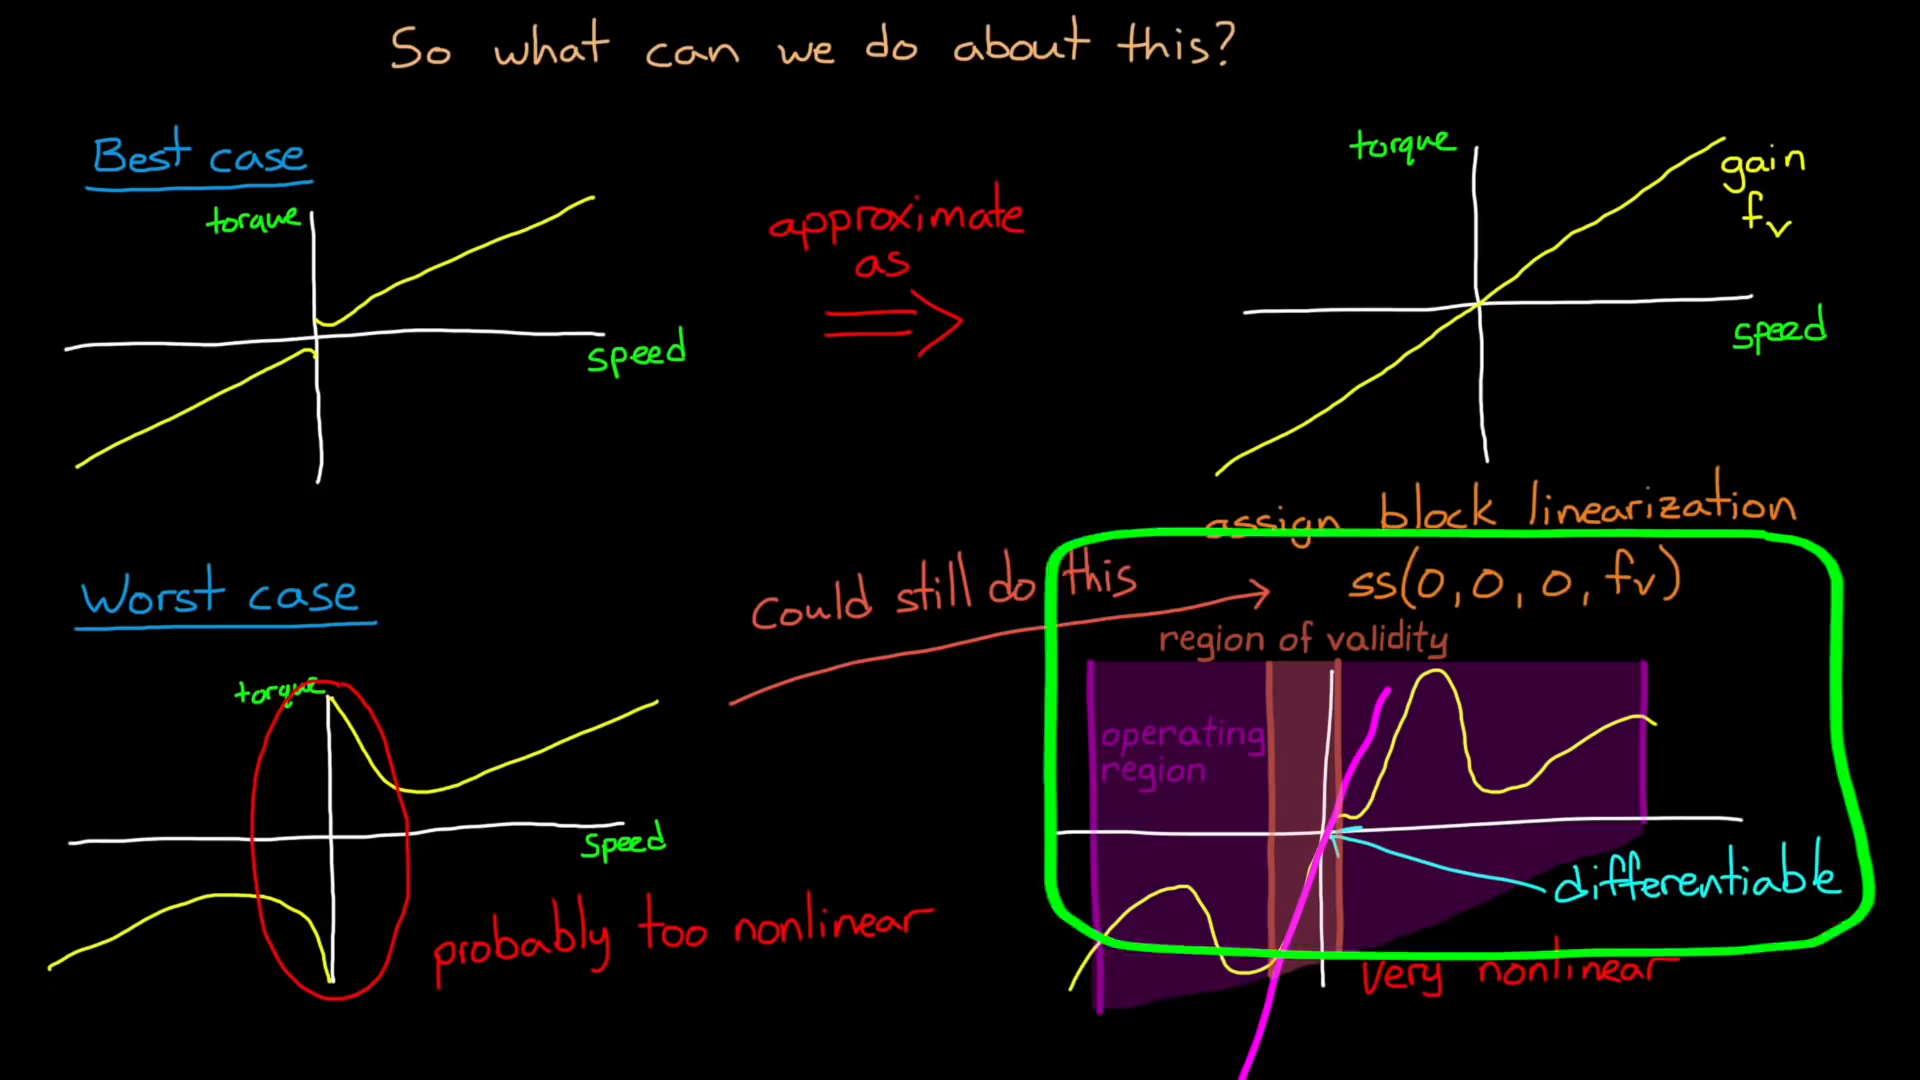 So what can we do about this?
Best case
torque
speed
approximate
as
torque
gain
fv
speed
assign block linearization
ss(0,0,0,fv)
Worst case
torque
speed
probably too nonlinear
Could still do this
region of validity
operating
region
differentiable
very nonlinear